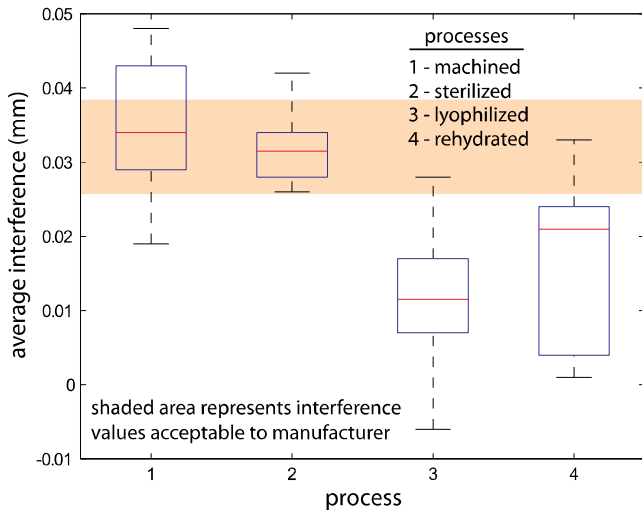 0.05
0.04
0.03
0.02
0.01
0
-0.01
average interference (mm)
processes
1 - machined
2 - sterilized
3 - lyophilized
4 - rehydrated
shaded area represents interference
values acceptable to manufacturer
1 2 3 4
process